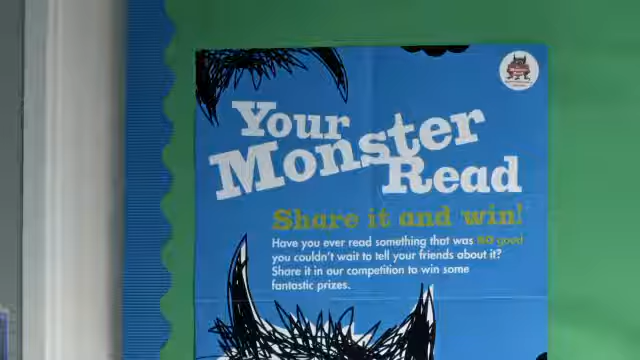 Your
Monster
Read
Share it and win!
Have you ever read something that was so good
you couldn't wait to tell your friends about it?
Share it in our competition to win some
fantastic prizes.